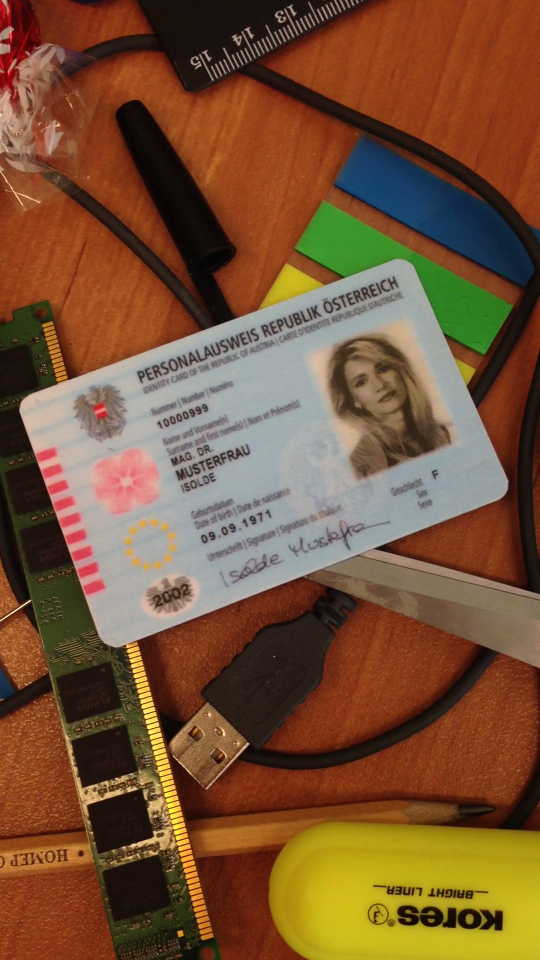 15 14 13
PERSONALAUSWEIS REPUBLIK ÖSTERREICH
IDENTITY CARD OF THE REPUBLIC OF AUSTRIA | CARTE D'IDENTITÉ RÉPUBLIQUE D'AUTRICHE
Nummer | Number | Numéro
10000999
Name und Vorname(n)
Surname and first name(s) | Nom et Prénom(s)
MAG. DR.
MUSTERFRAU
ISOLDE
Geburtsdatum
Date of birth | Date de naissance
09.09.1971
Geschlecht F
Sex
Sexe
Unterschrift | Signature | Signature du titulaire
Isolde Musterfrau
2002
HOMEP
Kores
BRIGHT LINER